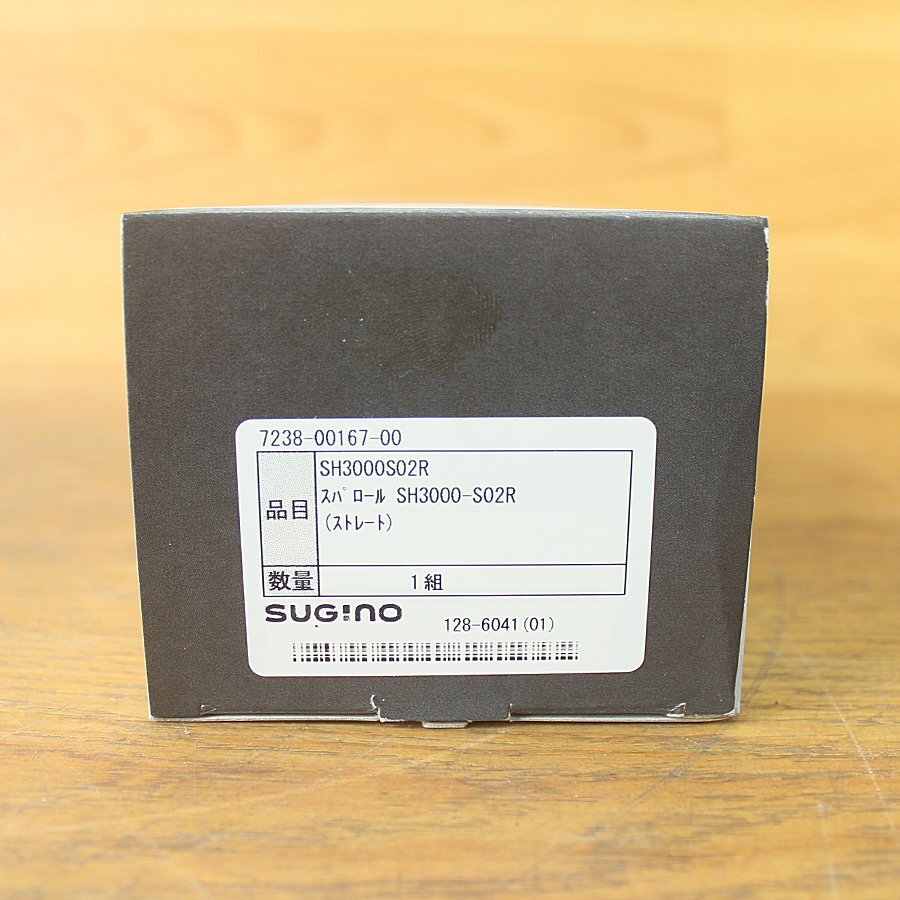 7238-00167-00
品目
SH3000S02R
ｽﾊﾟﾛｰﾙ SH3000-S02R
(ｽﾄﾚｰﾄ)
数量
1組
SUGINO
128-6041(01)